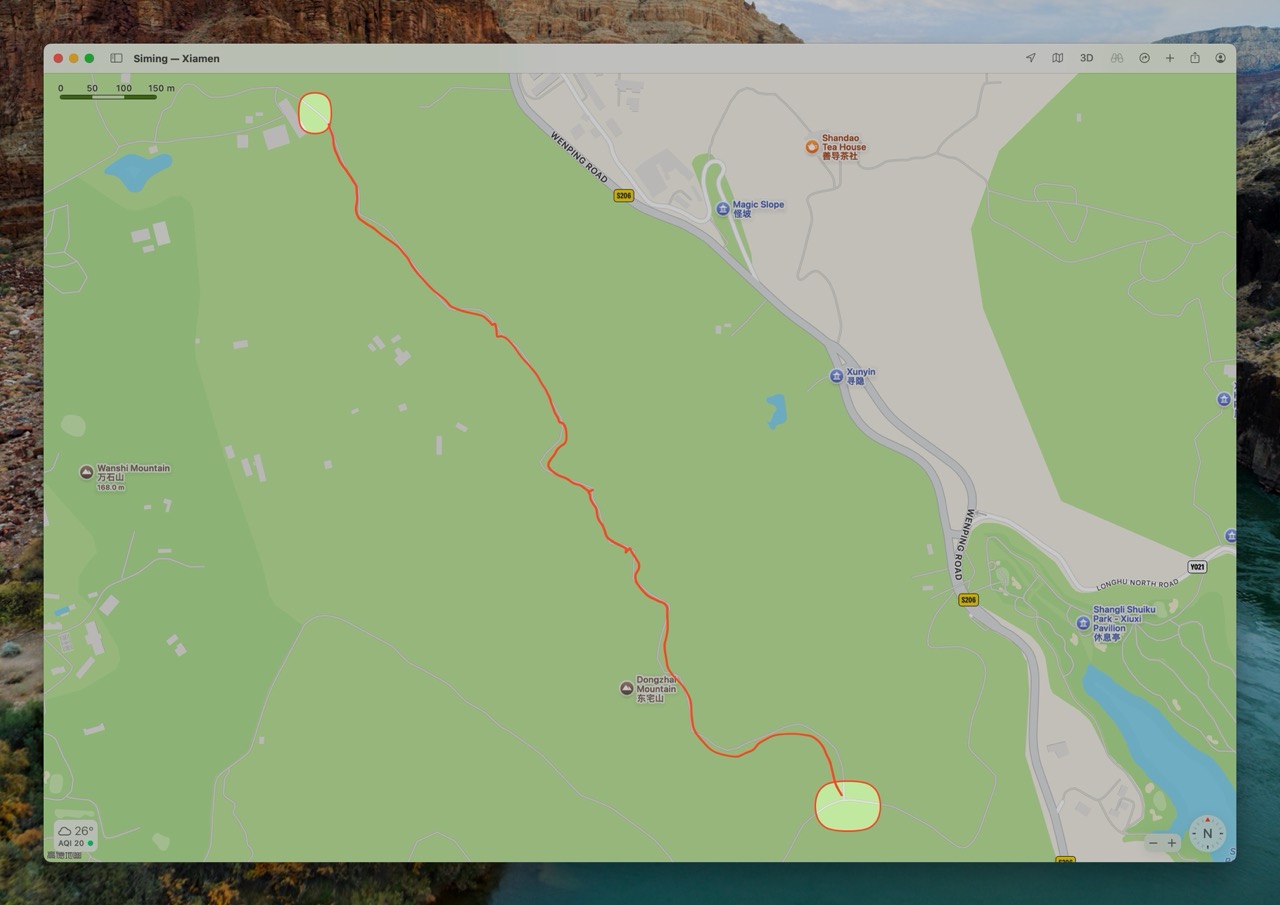 Siming — Xiamen
3D
0 50 100 150 m
WENPING ROAD
S206
Shandao
Tea House
善导茶社
Magic Slope
怪坡
Xunyin
寻隐
Wanshi Mountain
万石山
168.0 m
WENPING ROAD
Y021
LONGHU NORTH ROAD
S206
Shangli Shuiku
Park - Xiuxi
Pavilion
休息亭
Dongzhai
Mountain
东宅山
26°
AQI 20
N